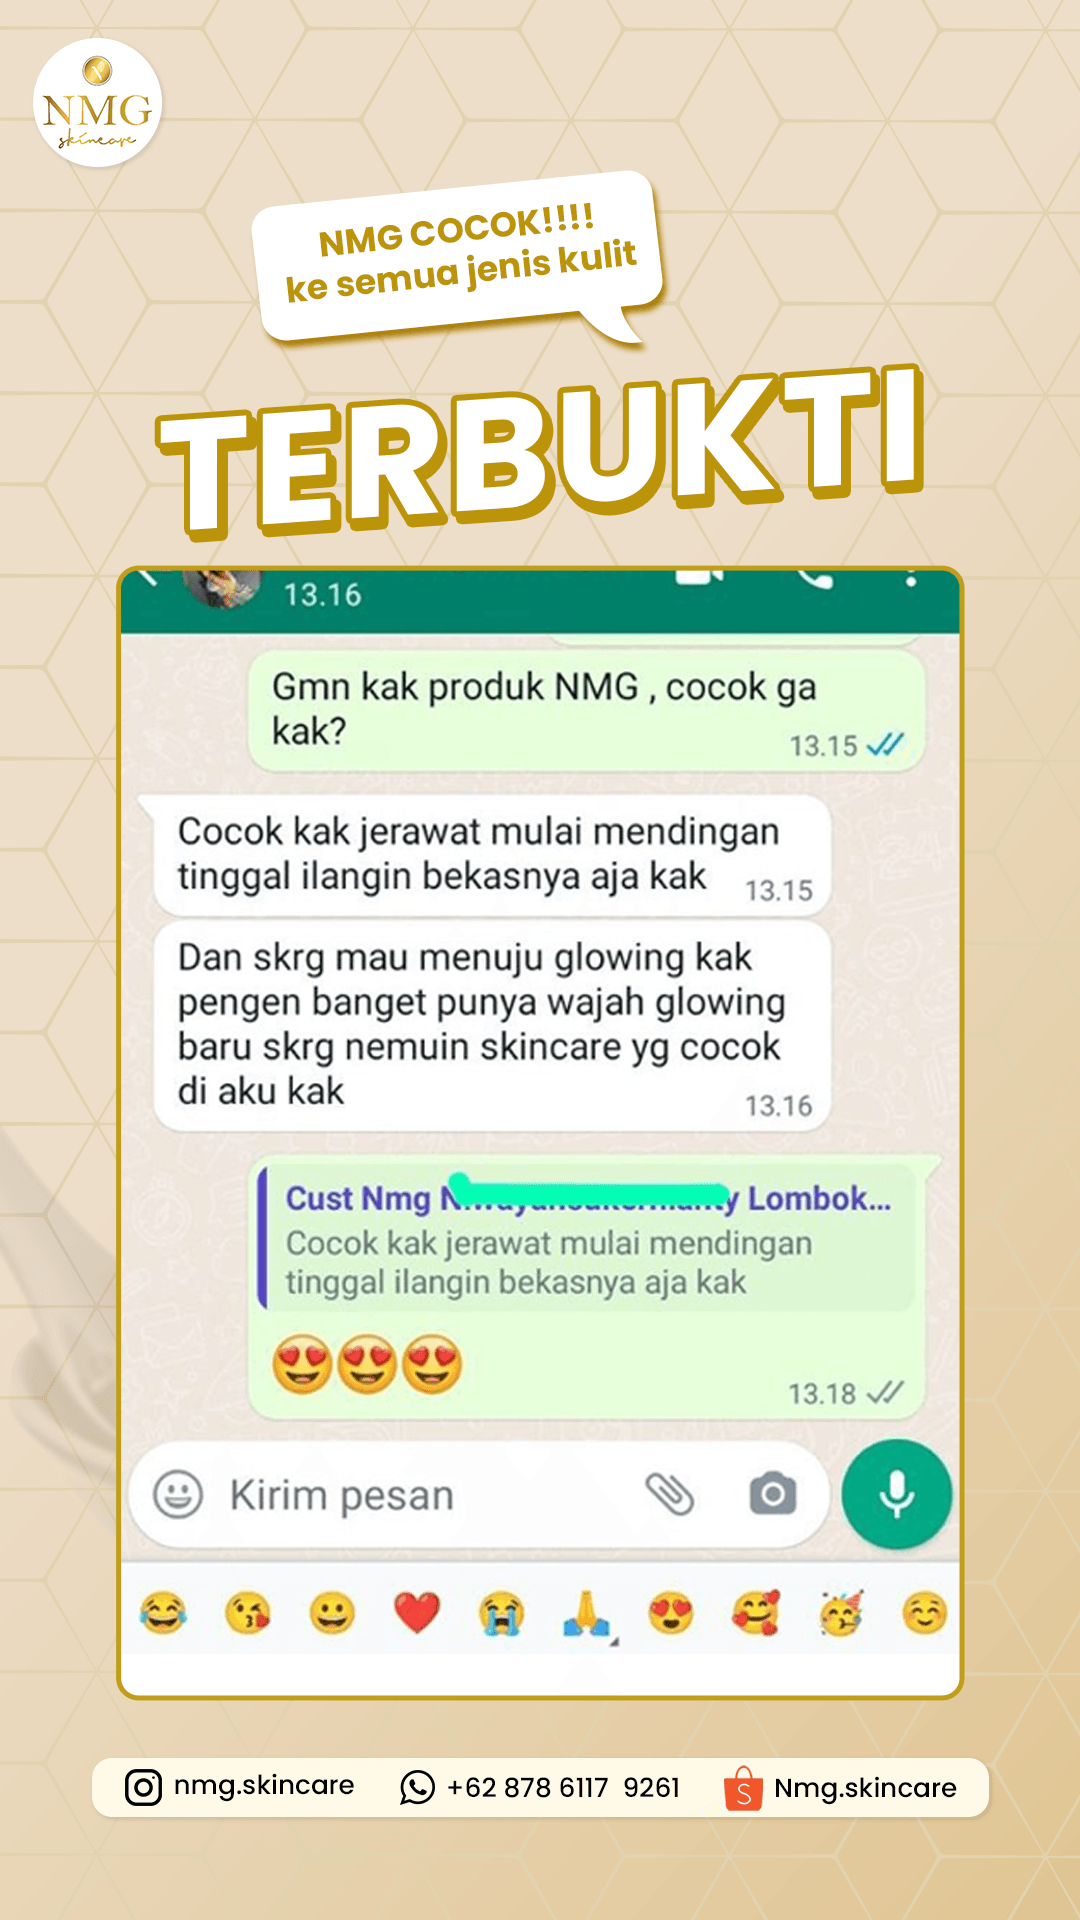 NMG
skincare
NMG COCOK!!!!
ke semua jenis kulit
TERBUKTI
13.16
Gmn kak produk NMG , cocok ga
kak?
13.15
Cocok kak jerawat mulai mendingan
tinggal ilangin bekasnya aja kak
13.15
Dan skrg mau menuju glowing kak
pengen banget punya wajah glowing
baru skrg nemuin skincare yg cocok
di aku kak
13.16
Cust Nmg Lombok...
Cocok kak jerawat mulai mendingan
tinggal ilangin bekasnya aja kak
😍😍😍
13.18
Kirim pesan
nmg.skincare
+62 878 6117 9261
Nmg.skincare